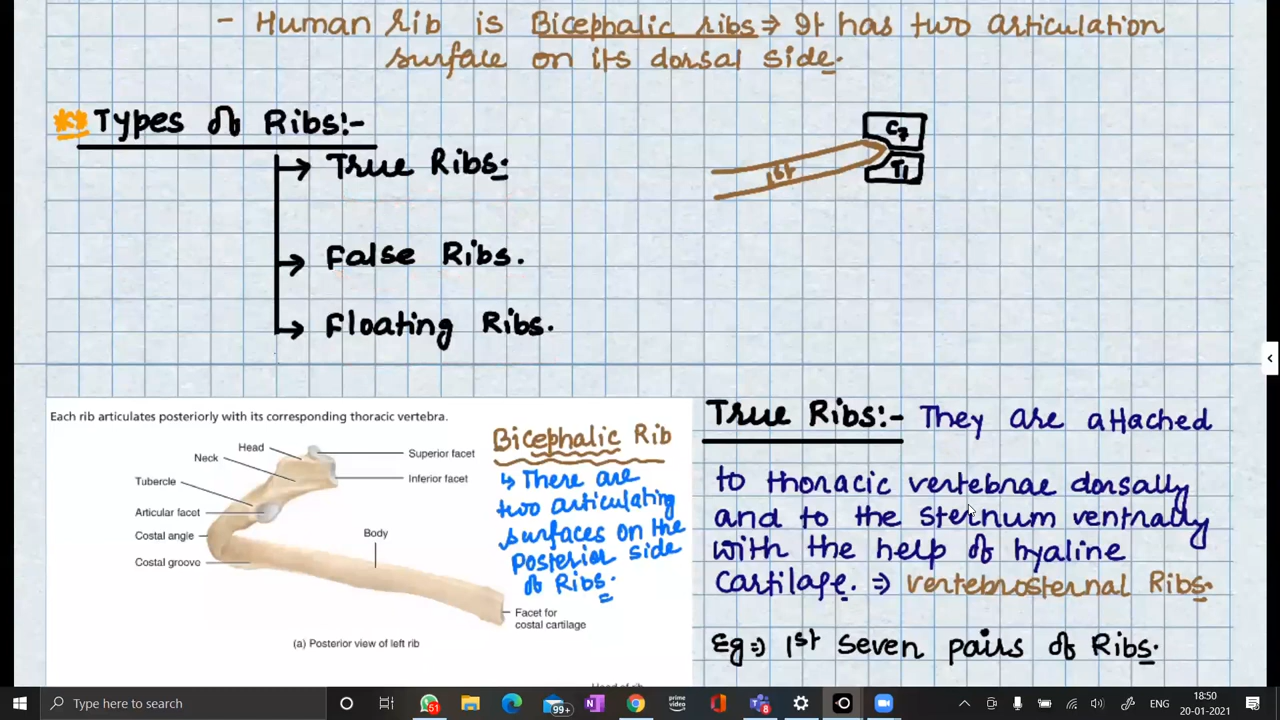 - Human rib is Bicephalic ribs ⇒ It has two articulation
surface on its dorsal side.
** Types of Ribs:-
→ True Ribs.
→ False Ribs.
→ Floating Ribs.
C7
T1
1st
Each rib articulates posteriorly with its corresponding thoracic vertebra.
Head
Neck
Tubercle
Articular facet
Costal angle
Costal groove
Superior facet
Inferior facet
Body
Facet for
costal cartilage
(a) Posterior view of left rib
Bicephalic Rib
↳ There are
two articulating
surfaces on the
Posterior side
of Ribs.
True Ribs:- They are attached
to thoracic vertebrae dorsally
and to the sternum ventrally
with the help of hyaline
Cartilage. ⇒ vertebrosternal Ribs.
Eg ⇒ 1st seven pairs of Ribs.
Type here to search
51
99+
prime
video
8
18:50
20-01-2021